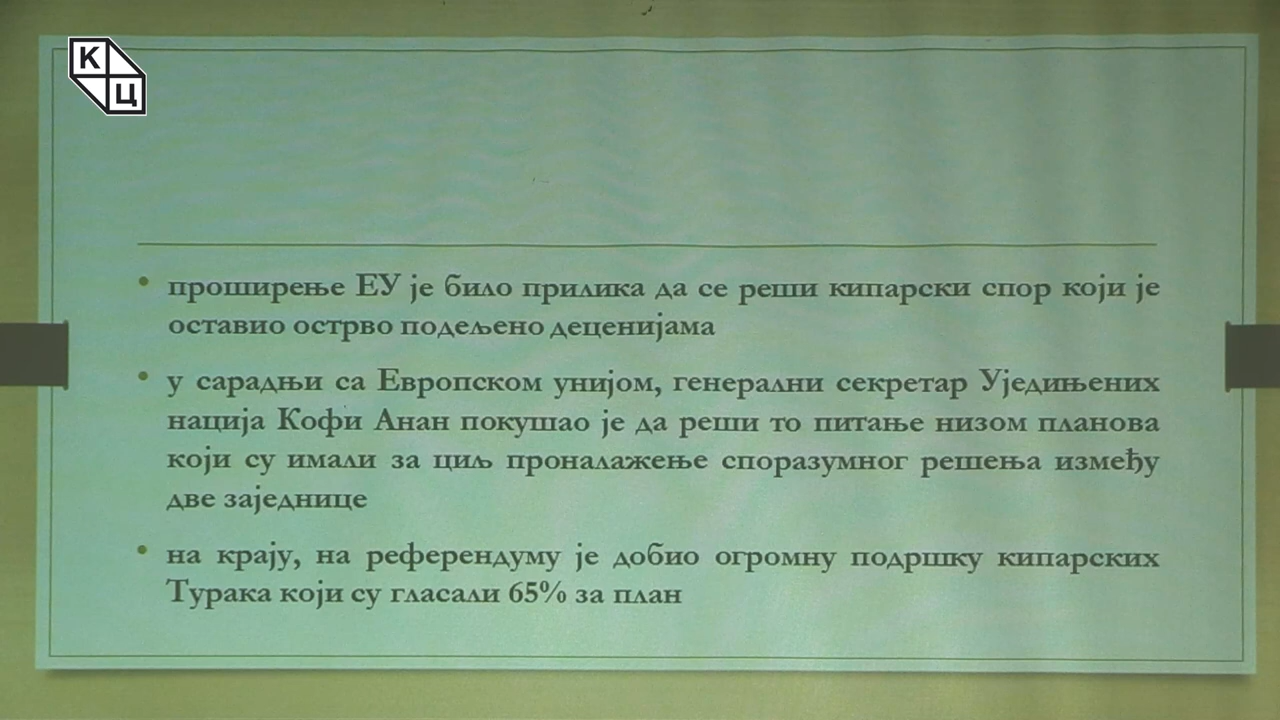 К
Ц
• проширење ЕУ је било прилика да се реши кипарски спор који је
оставио острво подељено деценијама
• у сарадњи са Европском унијом, генерални секретар Уједињених
нација Кофи Анан покушао је да реши то питање низом планова
који су имали за циљ проналажење споразумног решења између
две заједнице
• на крају, на референдуму је добио огромну подршку кипарских
Турака који су гласали 65% за план